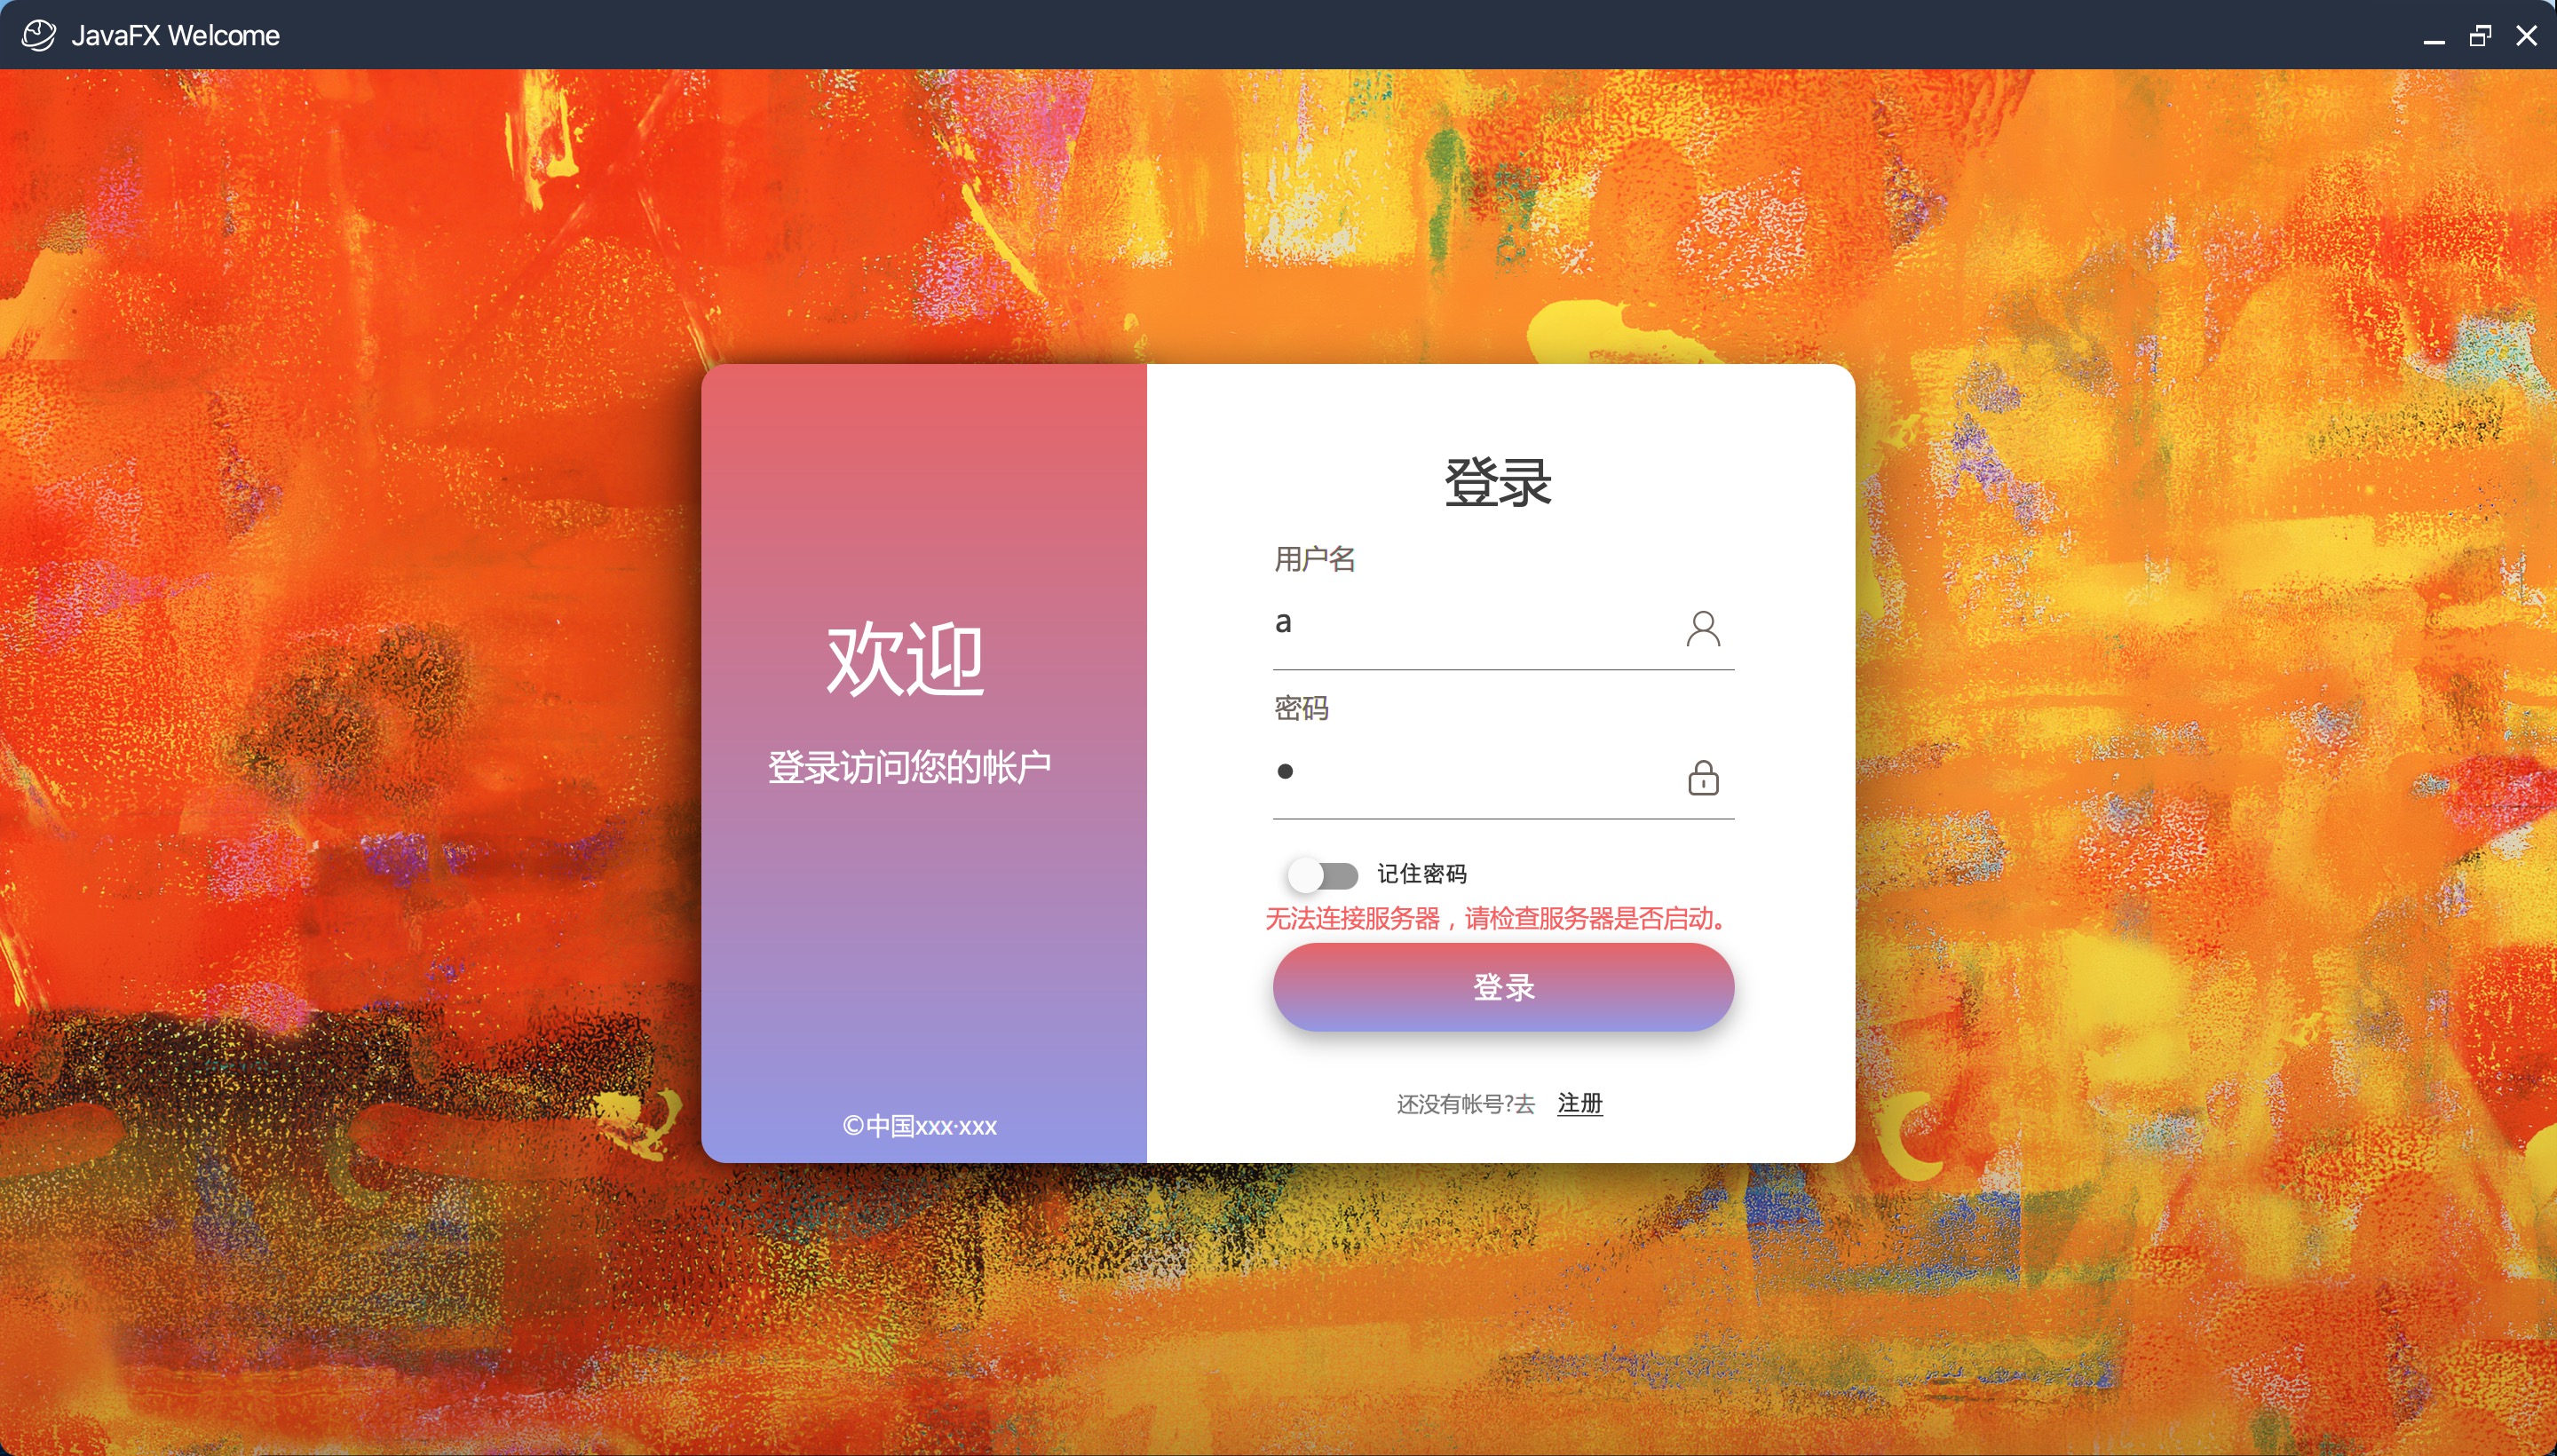 JavaFX Welcome
欢迎
登录访问您的帐户
©中国xxx·xxx
登录
用户名
a
密码
记住密码
无法连接服务器，请检查服务器是否启动。
登录
还没有帐号?去 注册